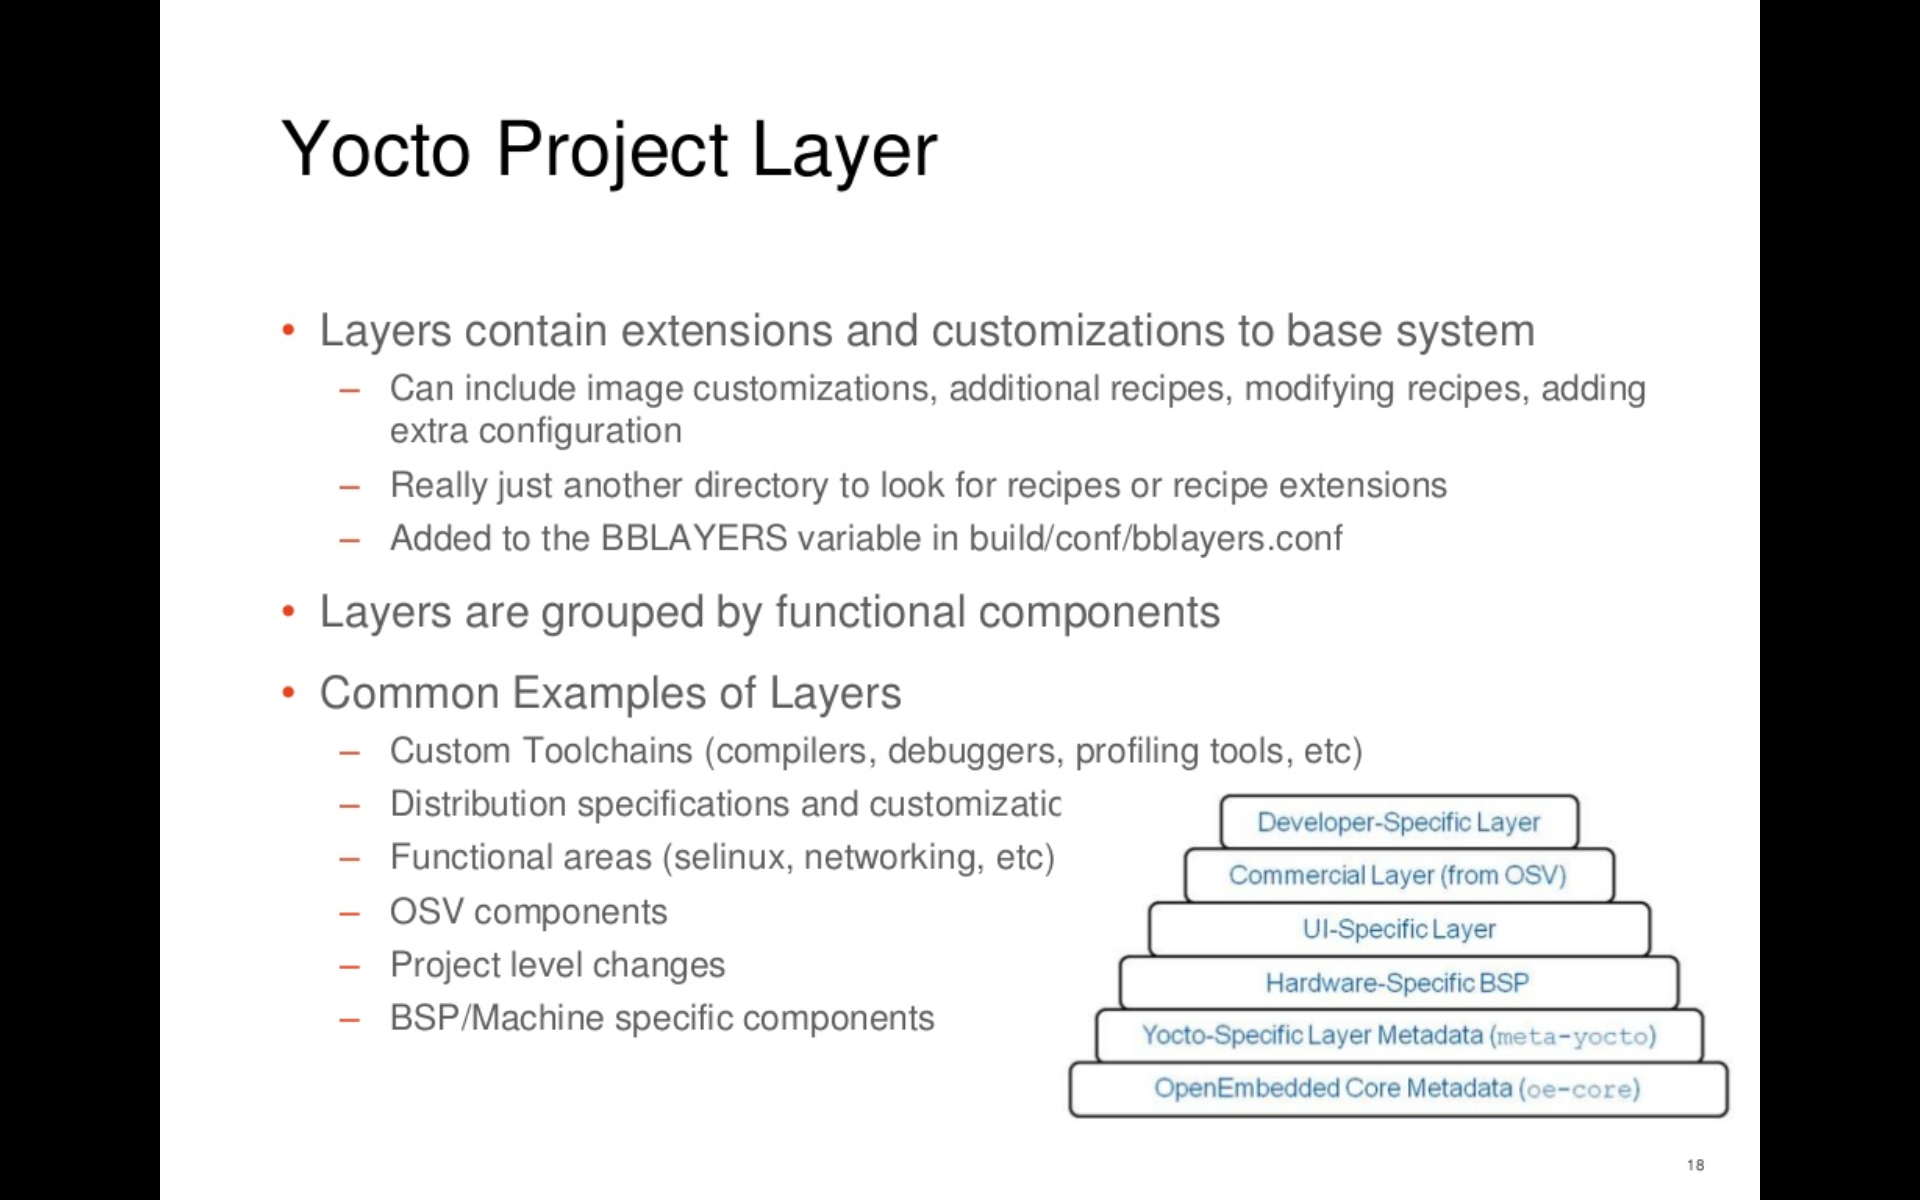 Yocto Project Layer
• Layers contain extensions and customizations to base system
– Can include image customizations, additional recipes, modifying recipes, adding
extra configuration
– Really just another directory to look for recipes or recipe extensions
– Added to the BBLAYERS variable in build/conf/bblayers.conf
• Layers are grouped by functional components
• Common Examples of Layers
– Custom Toolchains (compilers, debuggers, profiling tools, etc)
– Distribution specifications and
– Functional areas (selinux, networking, etc)
– OSV components
– Project level changes
– BSP/Machine specific components
Developer-Specific Layer
Commercial Layer (from OSV)
UI-Specific Layer
Hardware-Specific BSP
Yocto-Specific Layer Metadata (meta-yocto)
OpenEmbedded Core Metadata (oe-core)
18